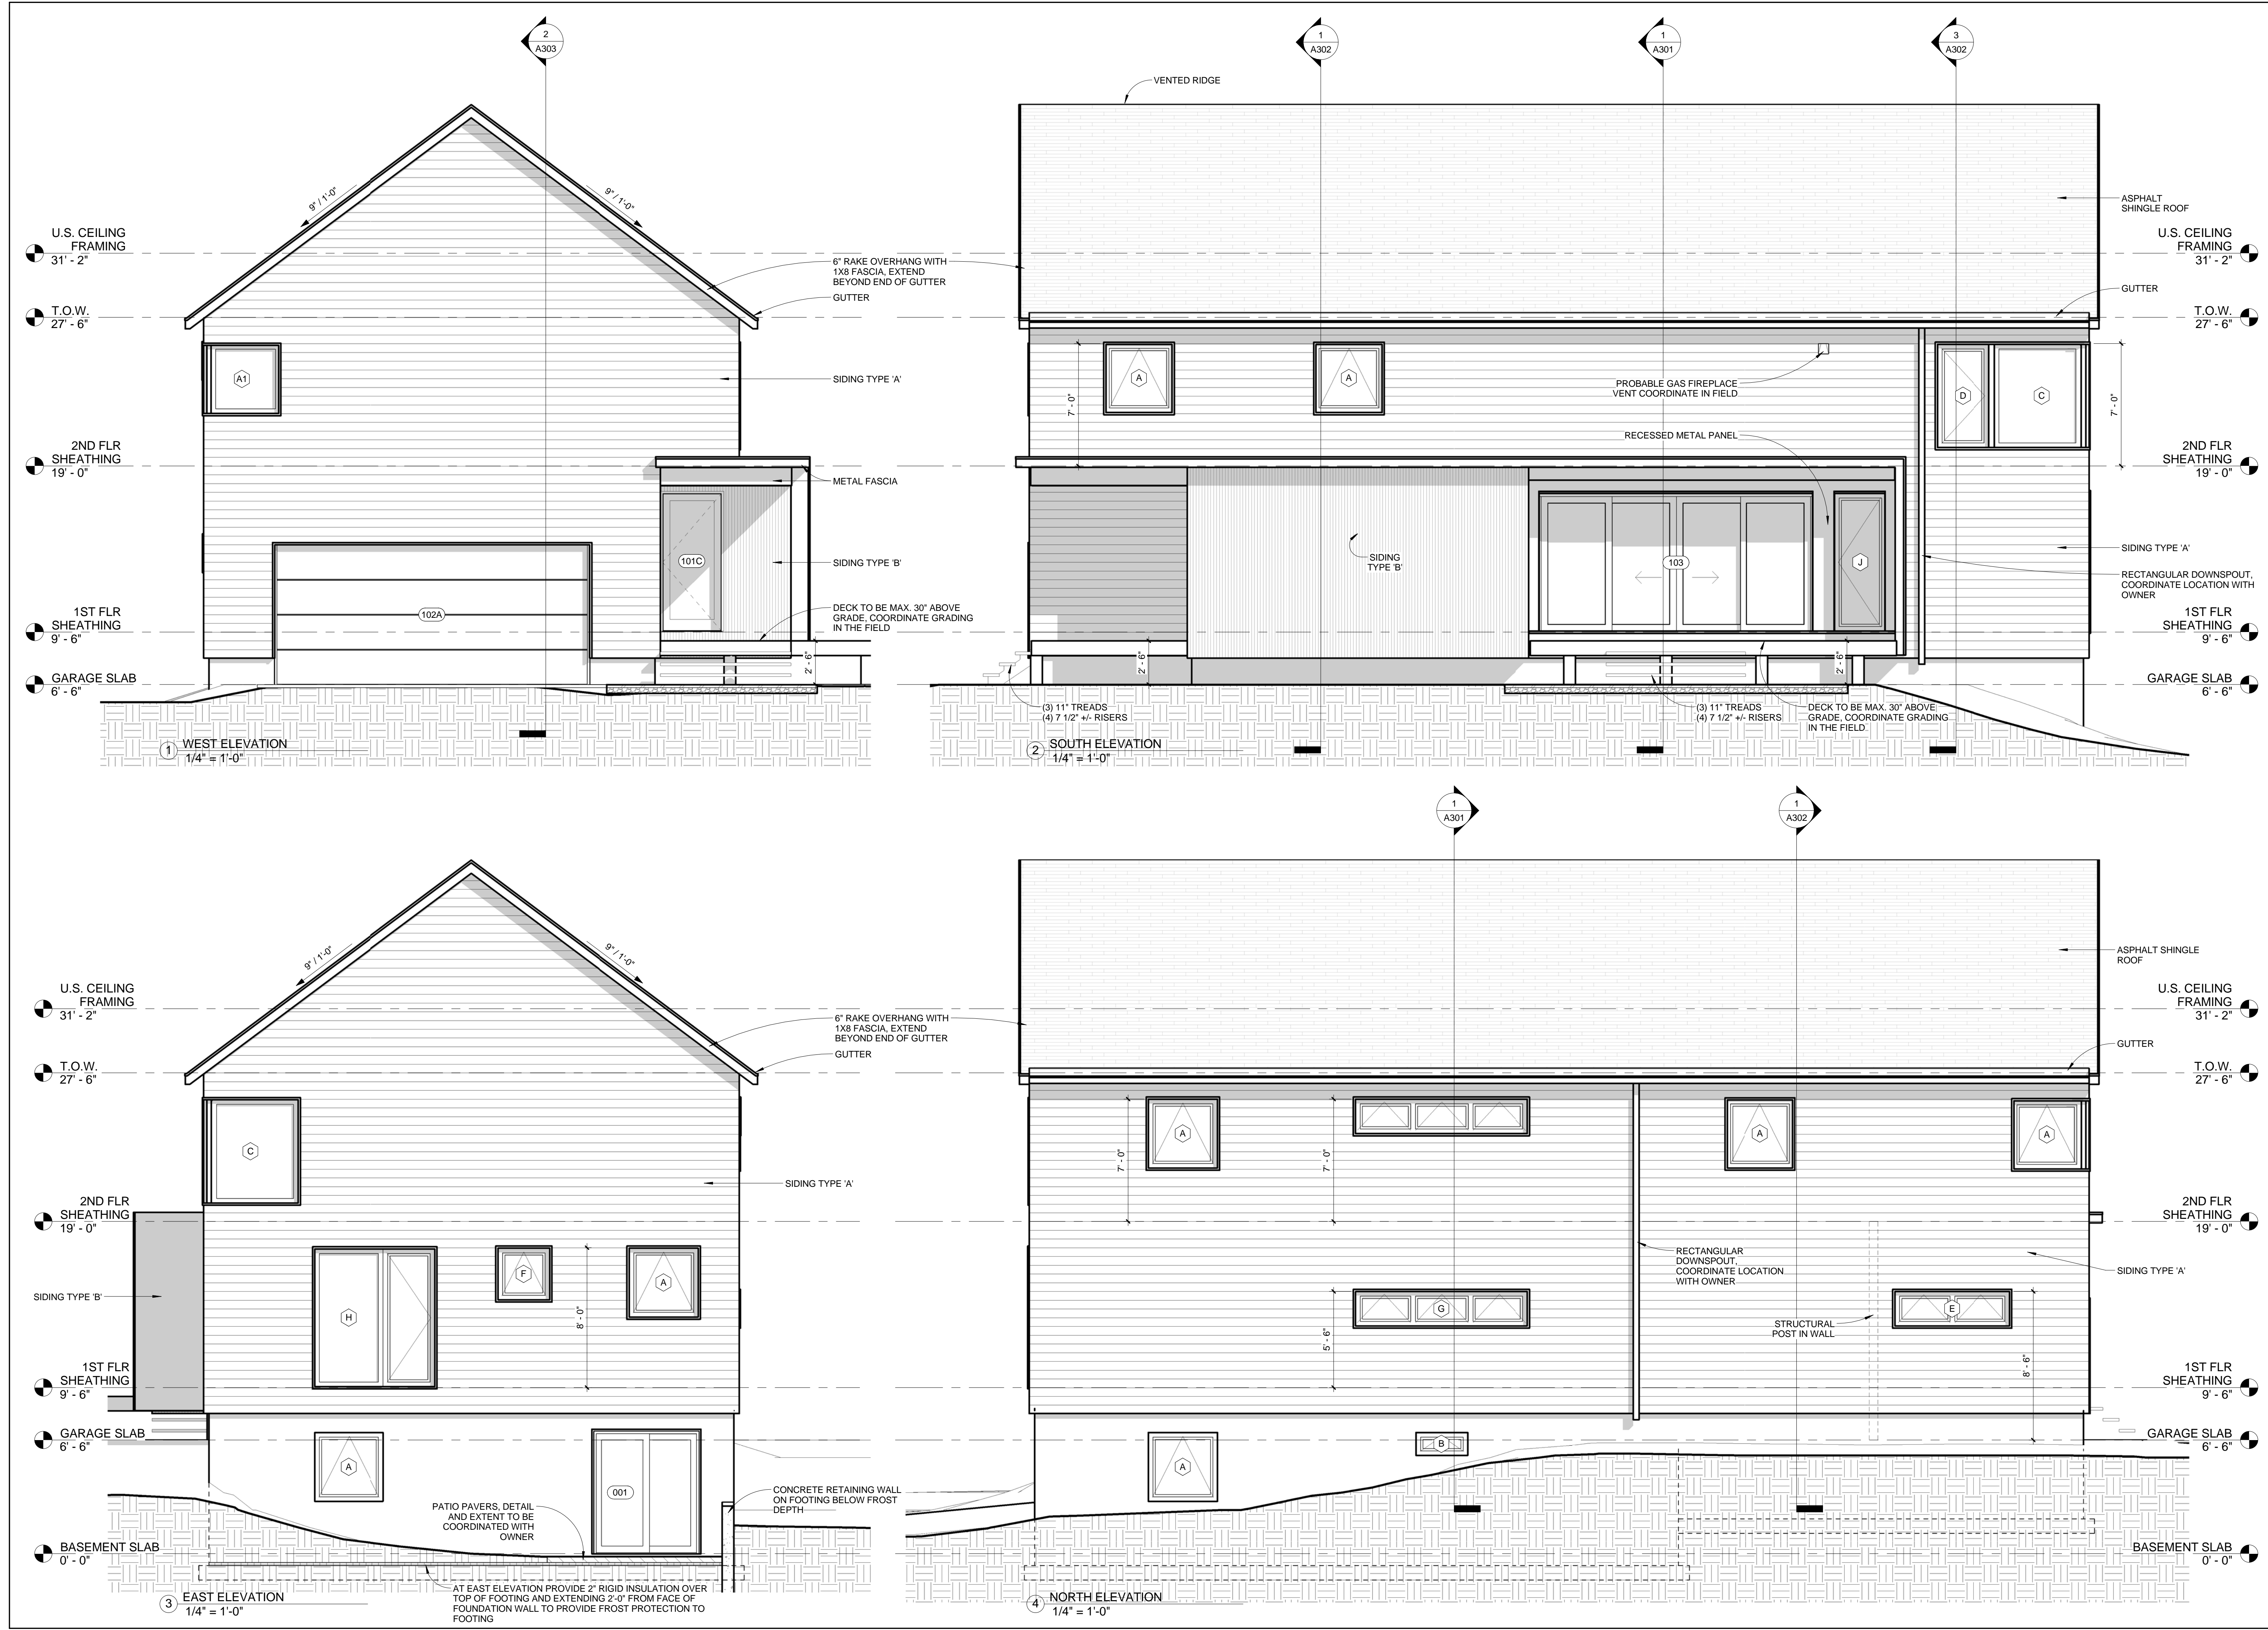 2
A303
1
A302
1
A301
3
A302
VENTED RIDGE
9" / 1'-0"
9" / 1'-0"
ASPHALT
SHINGLE ROOF
U.S. CEILING
FRAMING
31' - 2"
U.S. CEILING
FRAMING
31' - 2"
6" RAKE OVERHANG WITH
1X8 FASCIA, EXTEND
BEYOND END OF GUTTER
GUTTER
GUTTER
T.O.W.
27' - 6"
T.O.W.
27' - 6"
A1
SIDING TYPE 'A'
A
A
7' - 0"
PROBABLE GAS FIREPLACE
VENT COORDINATE IN FIELD
D
C
7' - 0"
RECESSED METAL PANEL
2ND FLR
SHEATHING
19' - 0"
2ND FLR
SHEATHING
19' - 0"
METAL FASCIA
101C
SIDING TYPE 'B'
SIDING
TYPE 'B'
103
J
SIDING TYPE 'A'
RECTANGULAR DOWNSPOUT,
COORDINATE LOCATION WITH
OWNER
102A
1ST FLR
SHEATHING
9' - 6"
1ST FLR
SHEATHING
9' - 6"
DECK TO BE MAX. 30" ABOVE
GRADE, COORDINATE GRADING
IN THE FIELD
2' - 6"
2' - 6"
2' - 6"
GARAGE SLAB
6' - 6"
GARAGE SLAB
6' - 6"
(3) 11" TREADS
(4) 7 1/2" +/- RISERS
(3) 11" TREADS
(4) 7 1/2" +/- RISERS
DECK TO BE MAX. 30" ABOVE
GRADE, COORDINATE GRADING
IN THE FIELD
1
WEST ELEVATION
1/4" = 1'-0"
2
SOUTH ELEVATION
1/4" = 1'-0"
1
A301
1
A302
9" / 1'-0"
9" / 1'-0"
ASPHALT SHINGLE
ROOF
U.S. CEILING
FRAMING
31' - 2"
U.S. CEILING
FRAMING
31' - 2"
6" RAKE OVERHANG WITH
1X8 FASCIA, EXTEND
BEYOND END OF GUTTER
GUTTER
GUTTER
T.O.W.
27' - 6"
T.O.W.
27' - 6"
C
SIDING TYPE 'A'
A
7' - 0"
7' - 0"
A
A
2ND FLR
SHEATHING
19' - 0"
2ND FLR
SHEATHING
19' - 0"
SIDING TYPE 'B'
H
F
A
8' - 0"
RECTANGULAR
DOWNSPOUT,
COORDINATE LOCATION
WITH OWNER
SIDING TYPE 'A'
G
E
5' - 6"
STRUCTURAL
POST IN WALL
8' - 6"
1ST FLR
SHEATHING
9' - 6"
1ST FLR
SHEATHING
9' - 6"
GARAGE SLAB
6' - 6"
GARAGE SLAB
6' - 6"
A
001
A
B
PATIO PAVERS, DETAIL
AND EXTENT TO BE
COORDINATED WITH
OWNER
CONCRETE RETAINING WALL
ON FOOTING BELOW FROST
DEPTH
BASEMENT SLAB
0' - 0"
BASEMENT SLAB
0' - 0"
AT EAST ELEVATION PROVIDE 2" RIGID INSULATION OVER
TOP OF FOOTING AND EXTENDING 2'-0" FROM FACE OF
FOUNDATION WALL TO PROVIDE FROST PROTECTION TO
FOOTING
3
EAST ELEVATION
1/4" = 1'-0"
4
NORTH ELEVATION
1/4" = 1'-0"